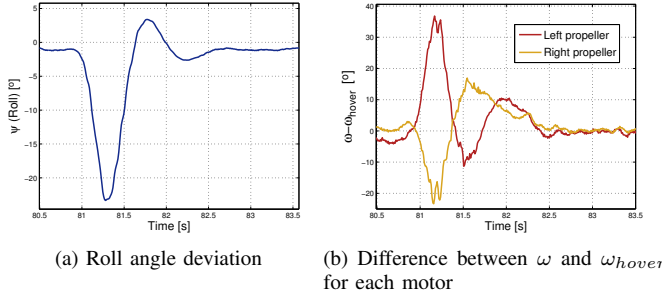 5
0
-5
-10
-15
-20
ψ (Roll) [º]
80.5 81 81.5 82 82.5 83 83.5
Time [s]
(a) Roll angle deviation
40
30
20
10
0
-10
-20
ω−ω_hover [º]
Left propeller
Right propeller
80.5 81 81.5 82 82.5 83 83.5
Time [s]
(b) Difference between ω and ω_hover
for each motor